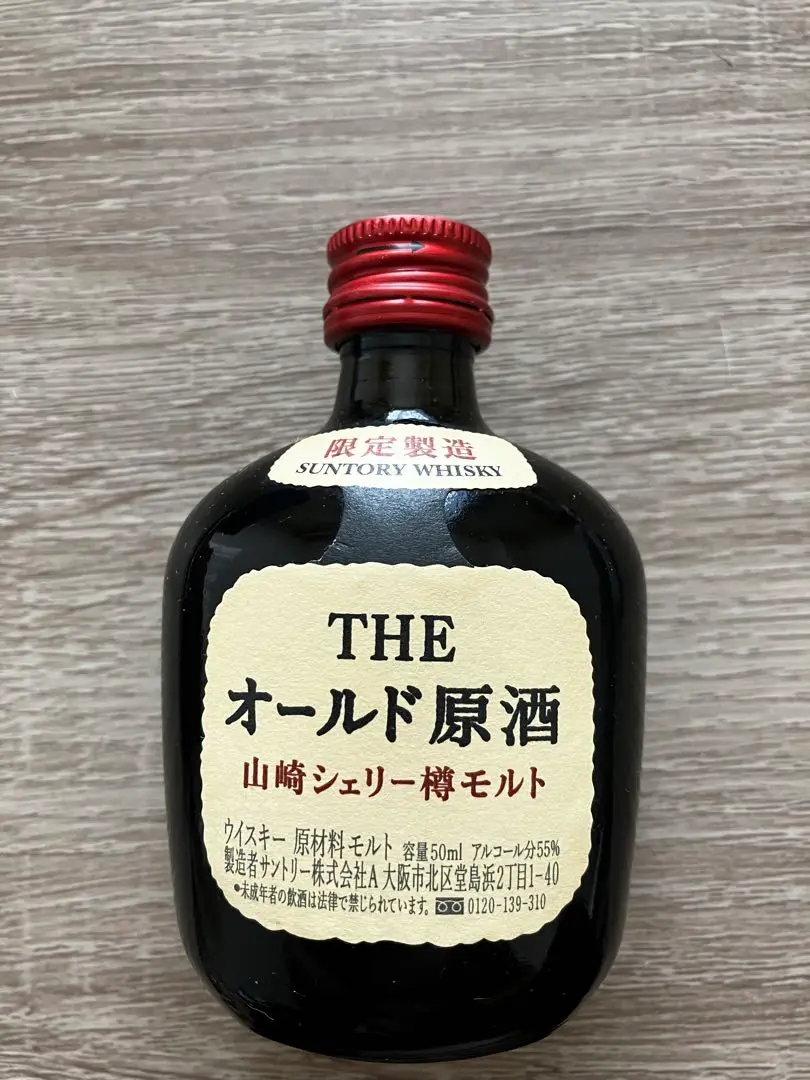 限定製造
SUNTORY WHISKY
THE
オールド原酒
山崎シェリー樽モルト
ウイスキー 原材料 モルト 容量50ml アルコール分55%
製造者サントリー株式会社A 大阪市北区堂島浜2丁目1-40
●未成年者の飲酒は法律で禁じられています。 0120-139-310